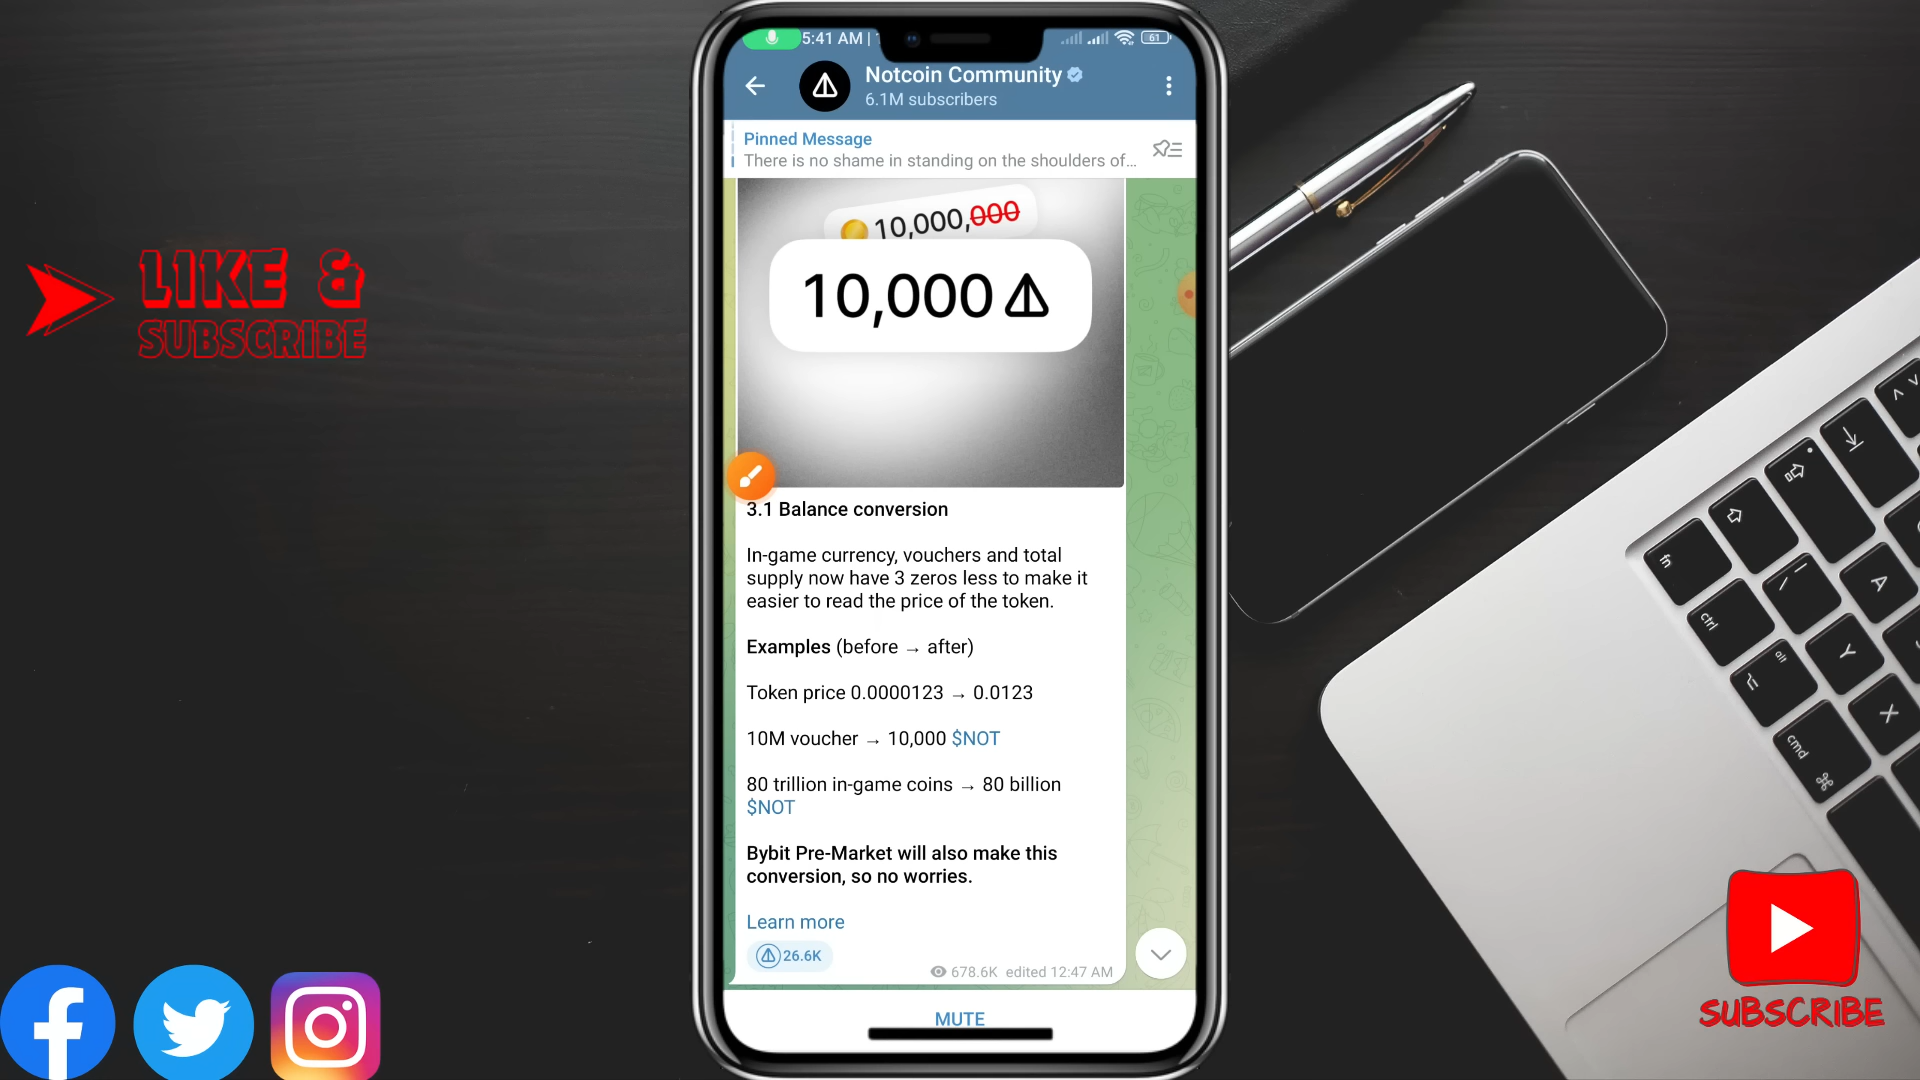 5:41 AM |
61
Notcoin Community
6.1M subscribers
Pinned Message
There is no shame in standing on the shoulders of...
10,000,000
10,000
3.1 Balance conversion
In-game currency, vouchers and total
supply now have 3 zeros less to make it
easier to read the price of the token.
Examples (before → after)
Token price 0.0000123 → 0.0123
10M voucher → 10,000 $NOT
80 trillion in-game coins → 80 billion
$NOT
Bybit Pre-Market will also make this
conversion, so no worries.
Learn more
26.6K
678.6K edited 12:47 AM
MUTE
LIKE &
SUBSCRIBE
SUBSCRIBE
fn
ctrl
alt
cmd
A
Y
X